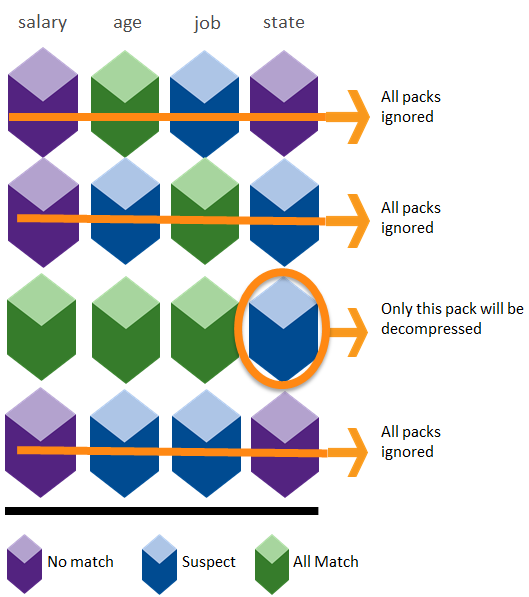 salary age job state
All packs
ignored
All packs
ignored
Only this pack will be
decompressed
All packs
ignored
No match Suspect All Match